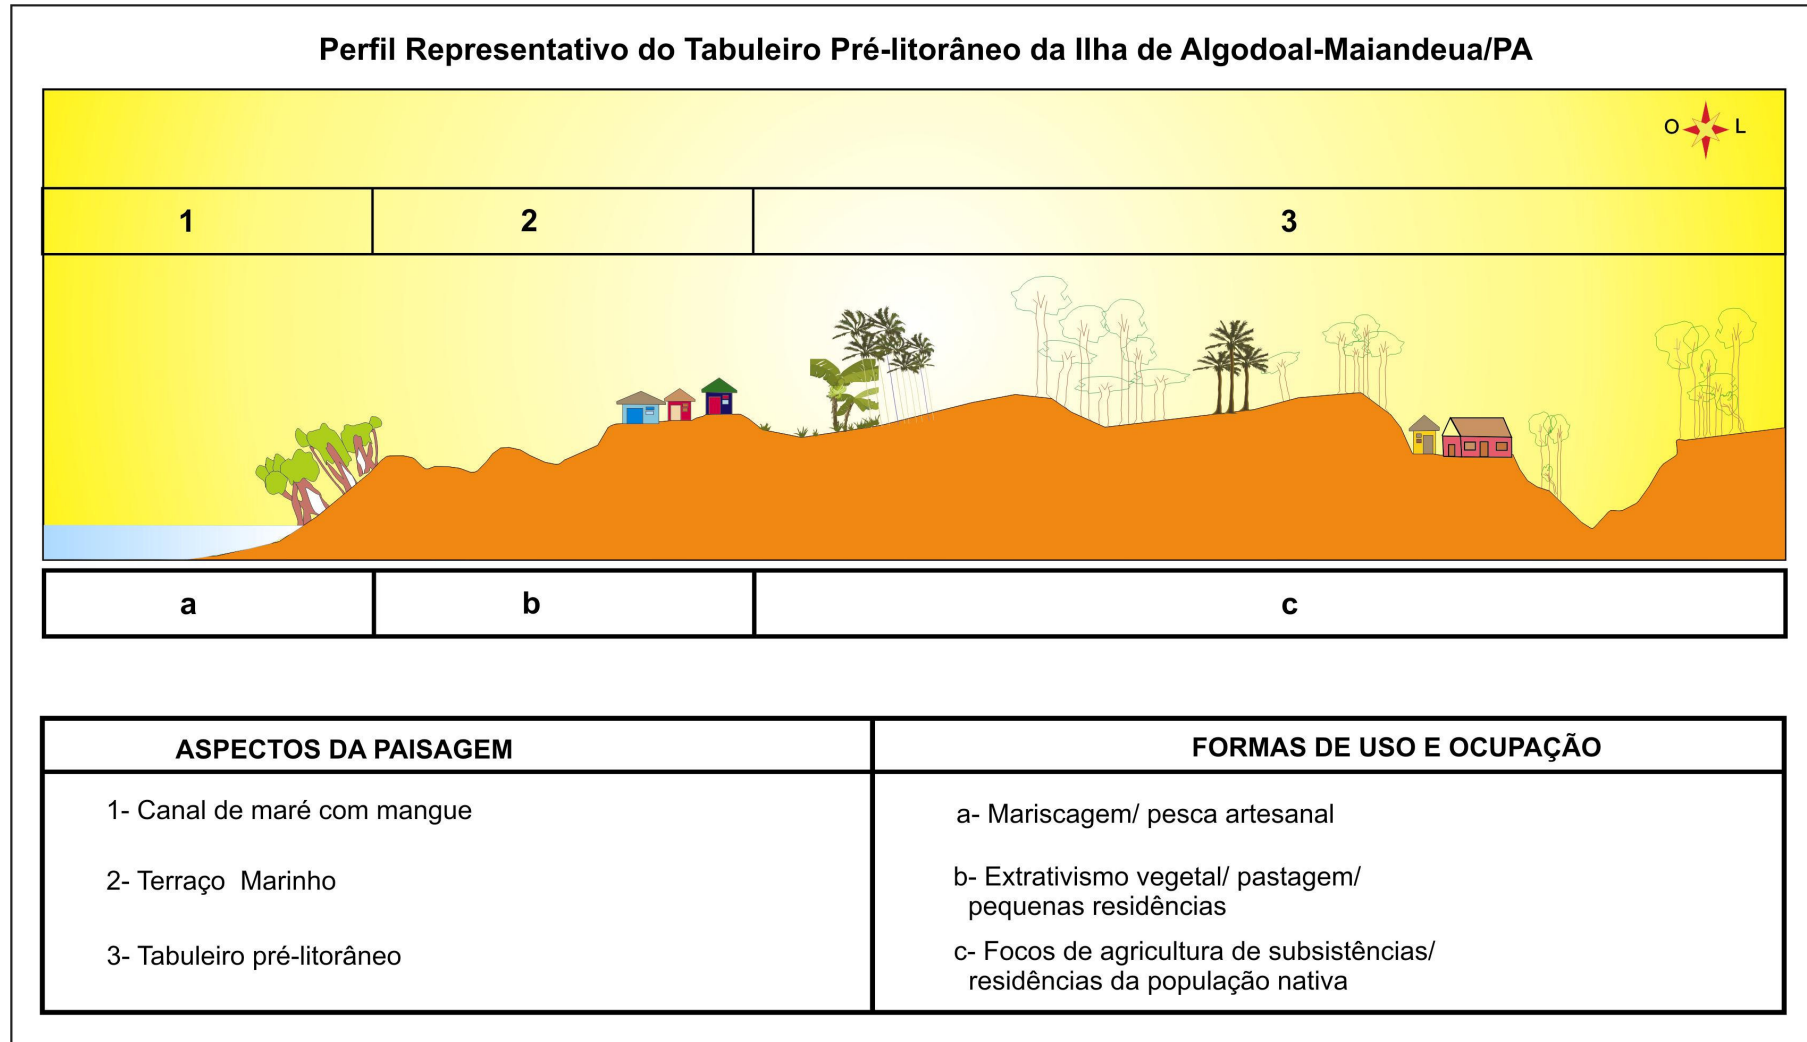 Perfil Representativo do Tabuleiro Pré-litorâneo da Ilha de Algodoal-Maiandeua/PA
O L
1 2 3
a b c
ASPECTOS DA PAISAGEM
1- Canal de maré com mangue
2- Terraço Marinho
3- Tabuleiro pré-litorâneo
FORMAS DE USO E OCUPAÇÃO
a- Mariscagem/ pesca artesanal
b- Extrativismo vegetal/ pastagem/
pequenas residências
c- Focos de agricultura de subsistências/
residências da população nativa